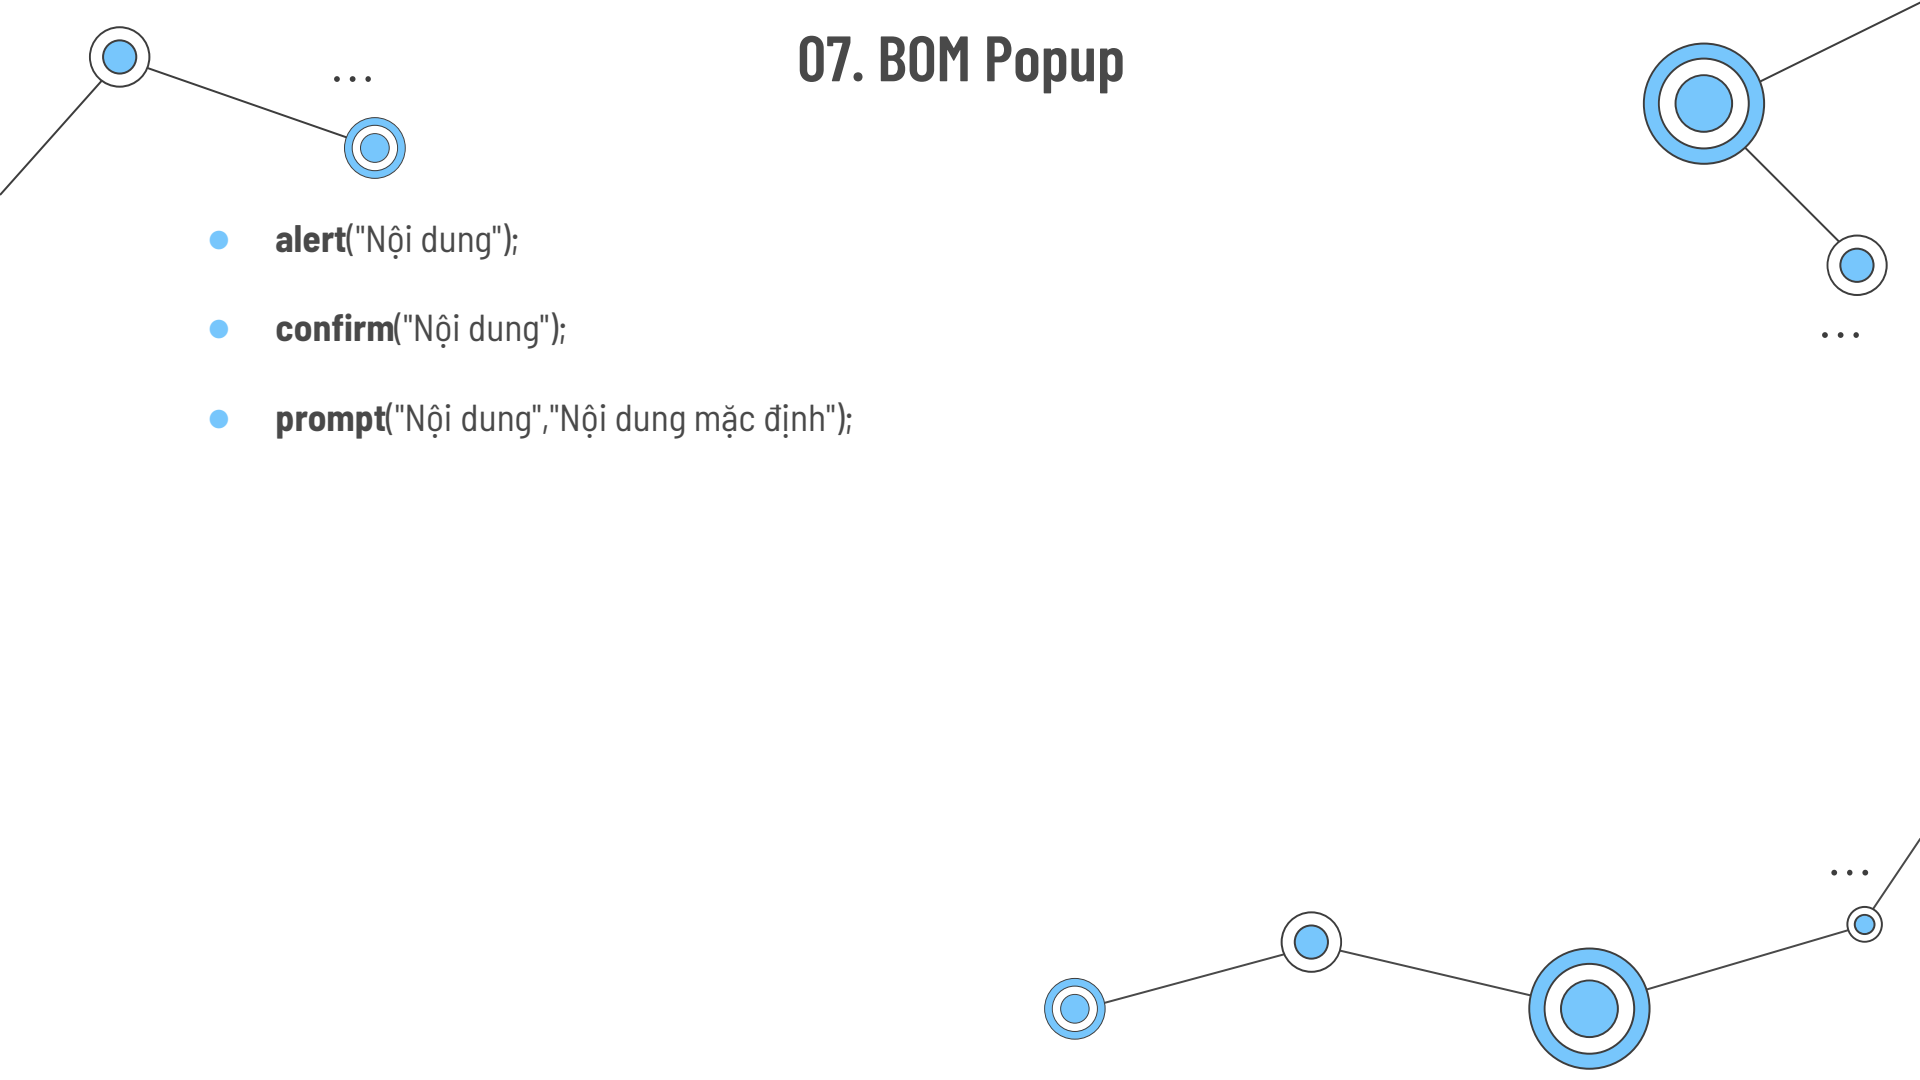 07. BOM Popup
alert("Nội dung");
confirm("Nội dung");
prompt("Nội dung","Nội dung mặc định");